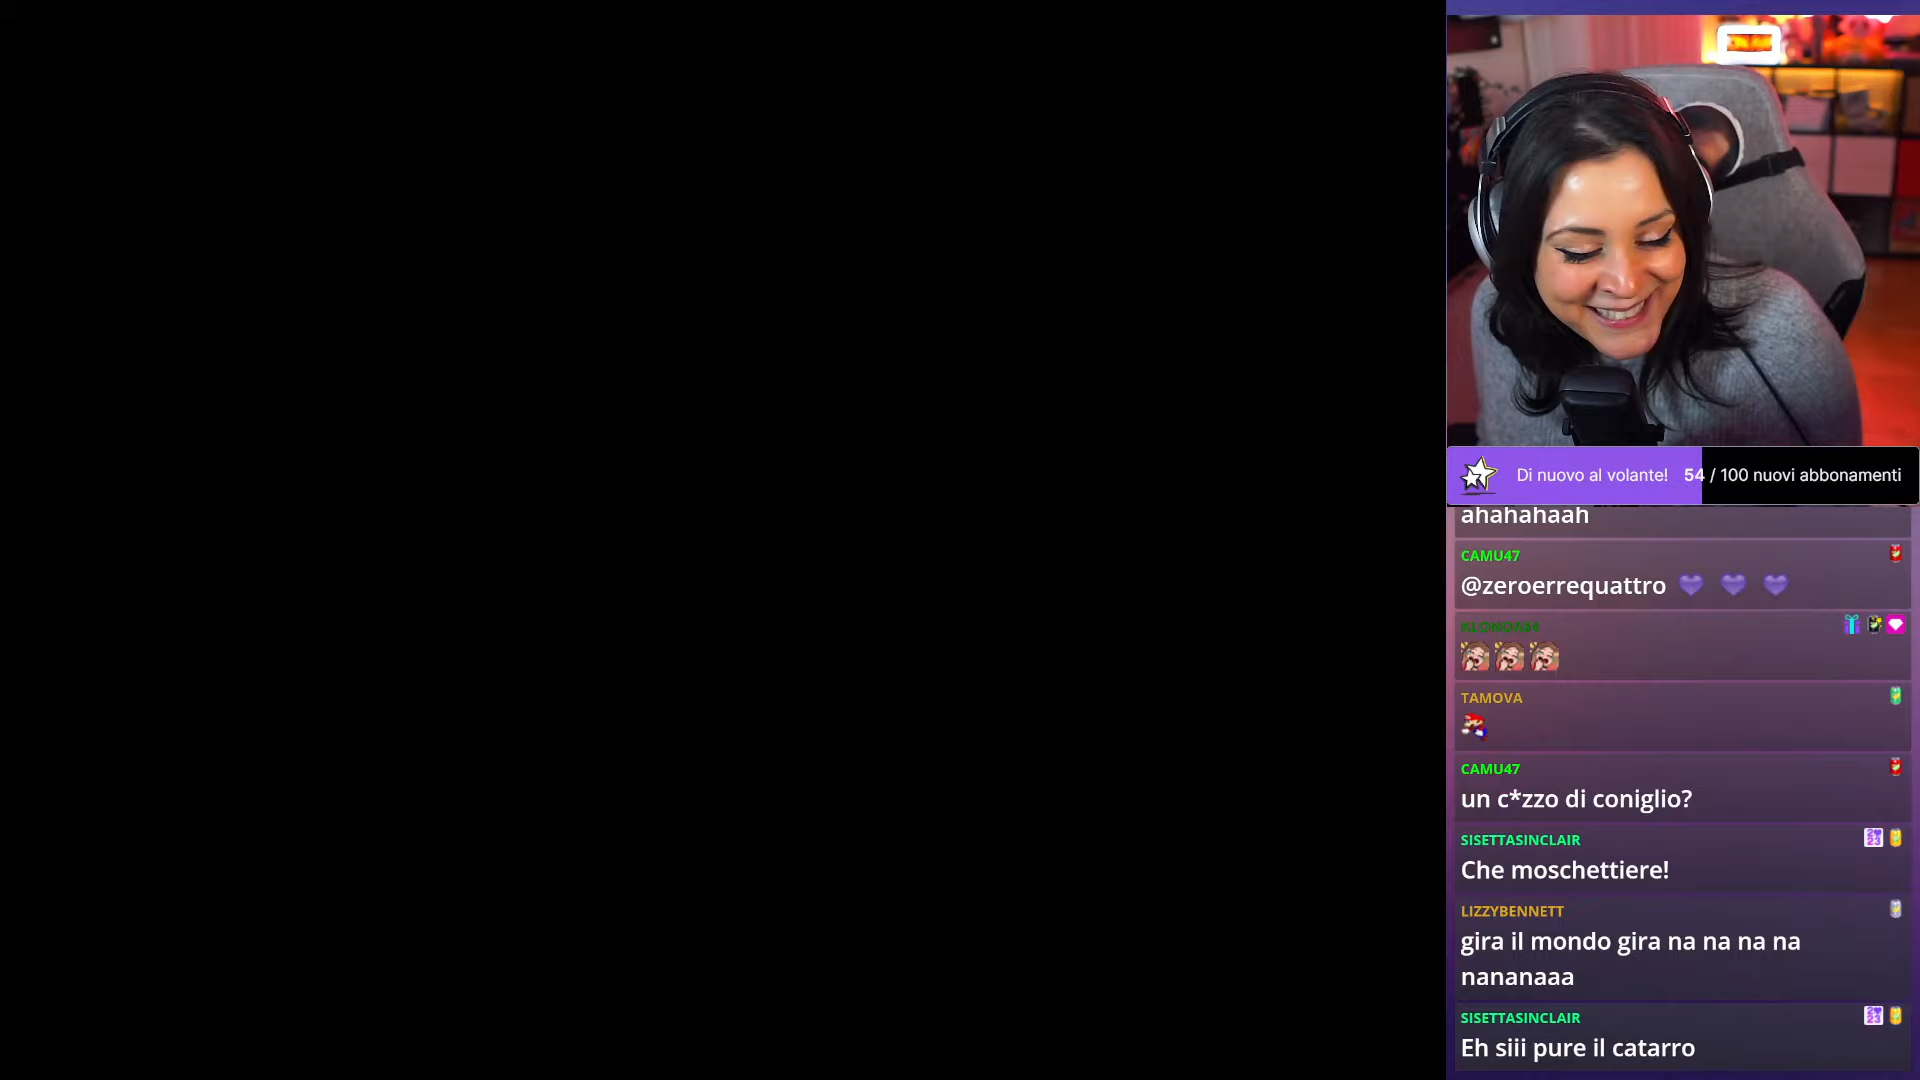 Di nuovo al volante! 54 / 100 nuovi abbonamenti
ahahahaah
CAMU47
@zeroerrequattro
TAMOVA
CAMU47
un c*zzo di coniglio?
SISETTASINCLAIR
Che moschettiere!
LIZZYBENNETT
gira il mondo gira na na na na
nananaaa
SISETTASINCLAIR
Eh siii pure il catarro